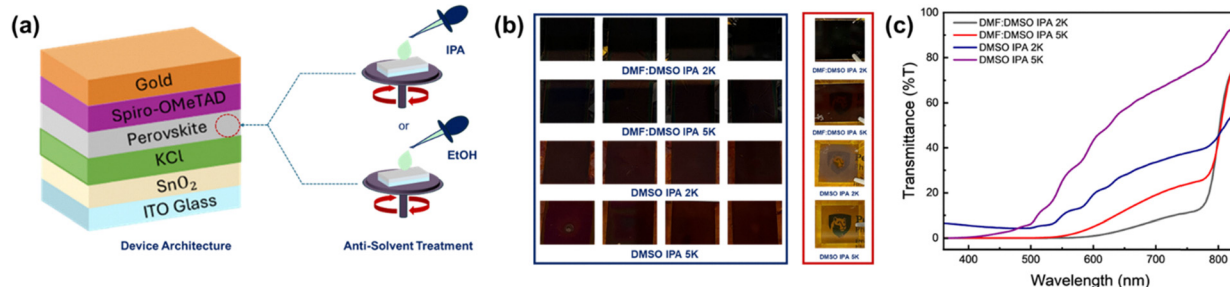 (a)
Gold
Spiro-OMeTAD
Perovskite
KCl
SnO₂
ITO Glass
Device Architecture
IPA
or
EtOH
Anti-Solvent Treatment
(b)
DMF:DMSO IPA 2K
DMF:DMSO IPA 5K
DMSO IPA 2K
DMSO IPA 5K
DMF:DMSO IPA 2K
DMF:DMSO IPA 5K
DMSO IPA 2K
DMSO IPA 5K
(c)
DMF:DMSO IPA 2K
DMF:DMSO IPA 5K
DMSO IPA 2K
DMSO IPA 5K
Transmittance (%T)
100
80
60
40
20
0
400 500 600 700 800
Wavelength (nm)